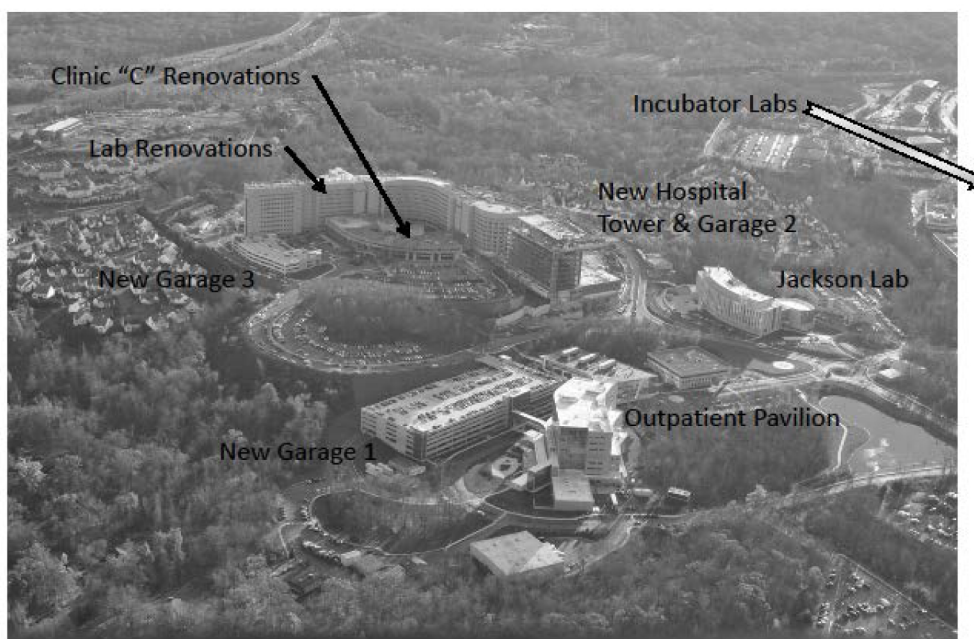 Clinic “C” Renovations
Incubator Labs
Lab Renovations
New Hospital
Tower & Garage 2
New Garage 3
Jackson Lab
Outpatient Pavilion
New Garage 1